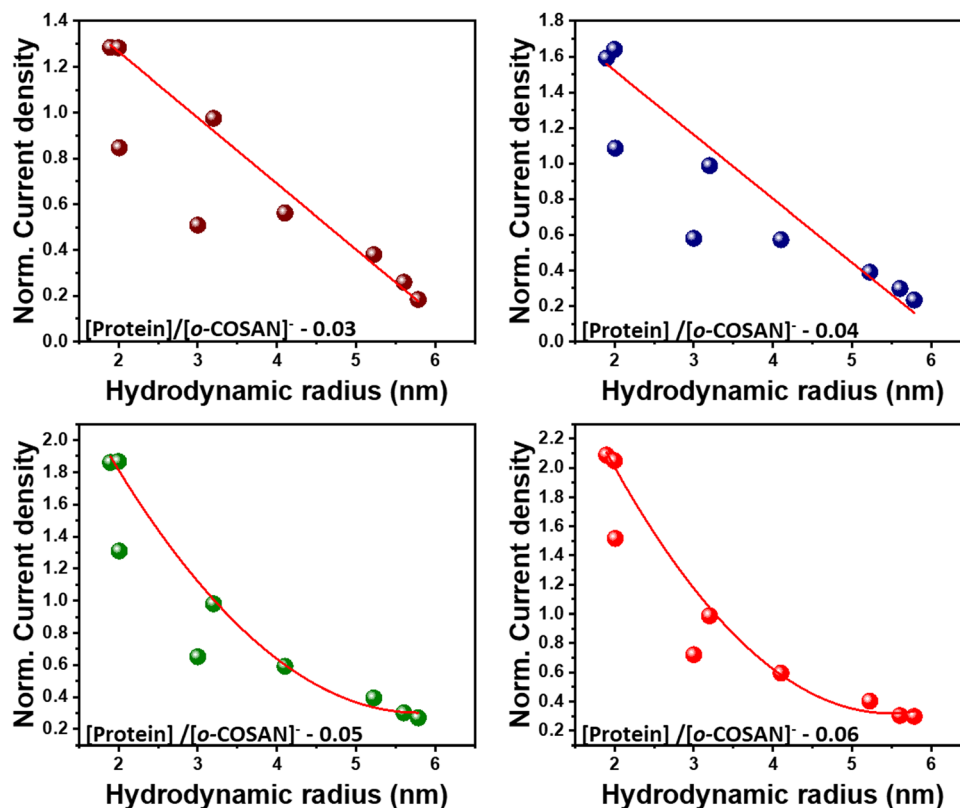 Norm. Current density
1.4
1.2
1.0
0.8
0.6
0.4
0.2
0.0
[Protein]/[o-COSAN]⁻ - 0.03
2 3 4 5 6
Hydrodynamic radius (nm)
Norm. Current density
1.8
1.6
1.4
1.2
1.0
0.8
0.6
0.4
0.2
0.0
[Protein] /[o-COSAN]⁻ - 0.04
2 3 4 5 6
Hydrodynamic radius (nm)
Norm. Current density
2.0
1.8
1.6
1.4
1.2
1.0
0.8
0.6
0.4
0.2
[Protein] /[o-COSAN]⁻ - 0.05
2 3 4 5 6
Hydrodynamic radius (nm)
Norm. Current density
2.2
2.0
1.8
1.6
1.4
1.2
1.0
0.8
0.6
0.4
0.2
[Protein] /[o-COSAN]⁻ - 0.06
2 3 4 5 6
Hydrodynamic radius (nm)